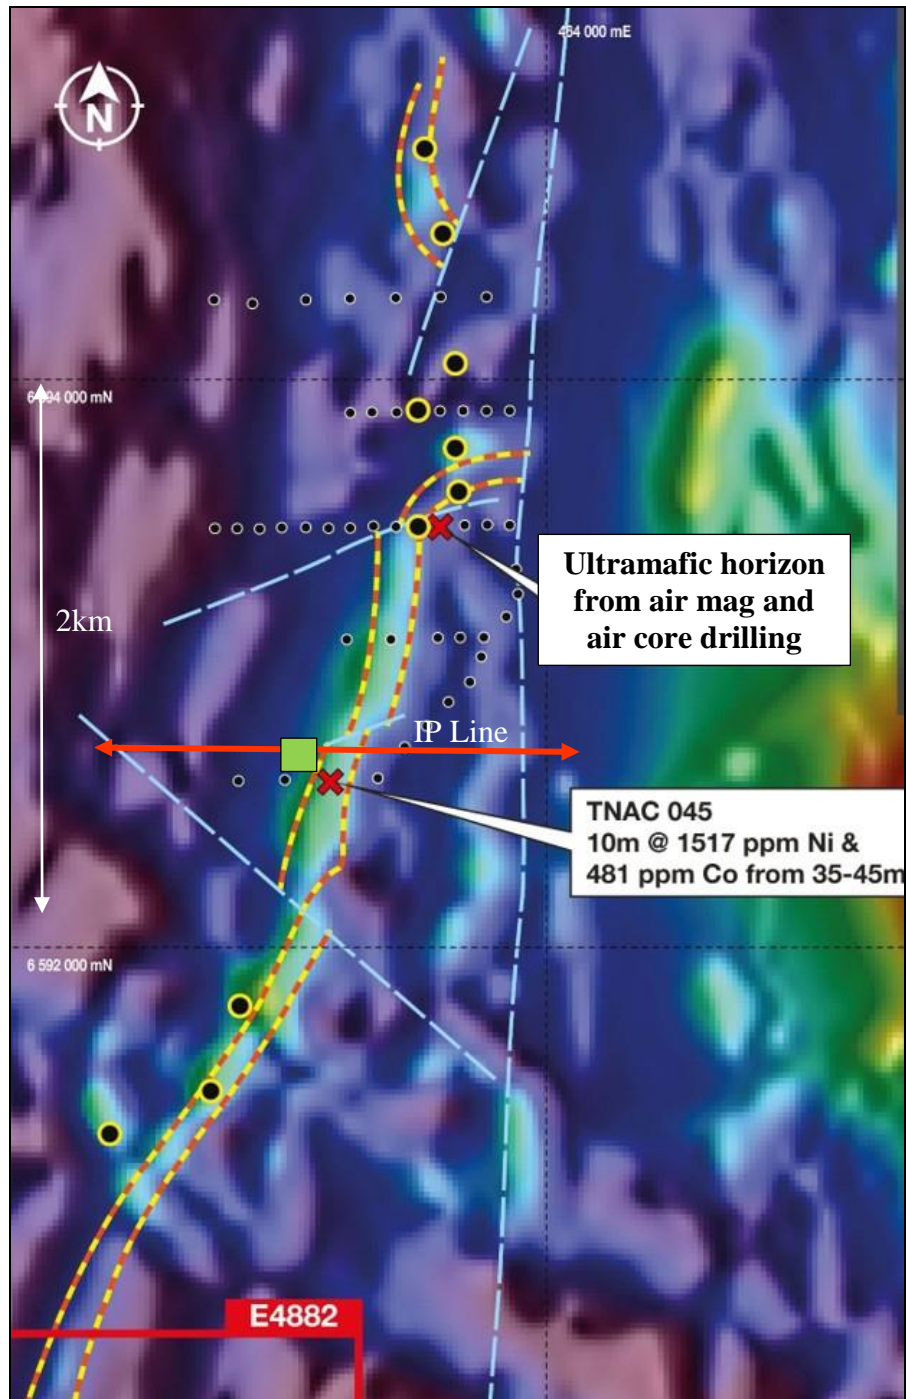 464 000 mE
N
6 594 000 mN
Ultramafic horizon
from air mag and
air core drilling
2km
IP Line
TNAC 045
10m @ 1517 ppm Ni &
481 ppm Co from 35-45m
6 592 000 mN
E4882